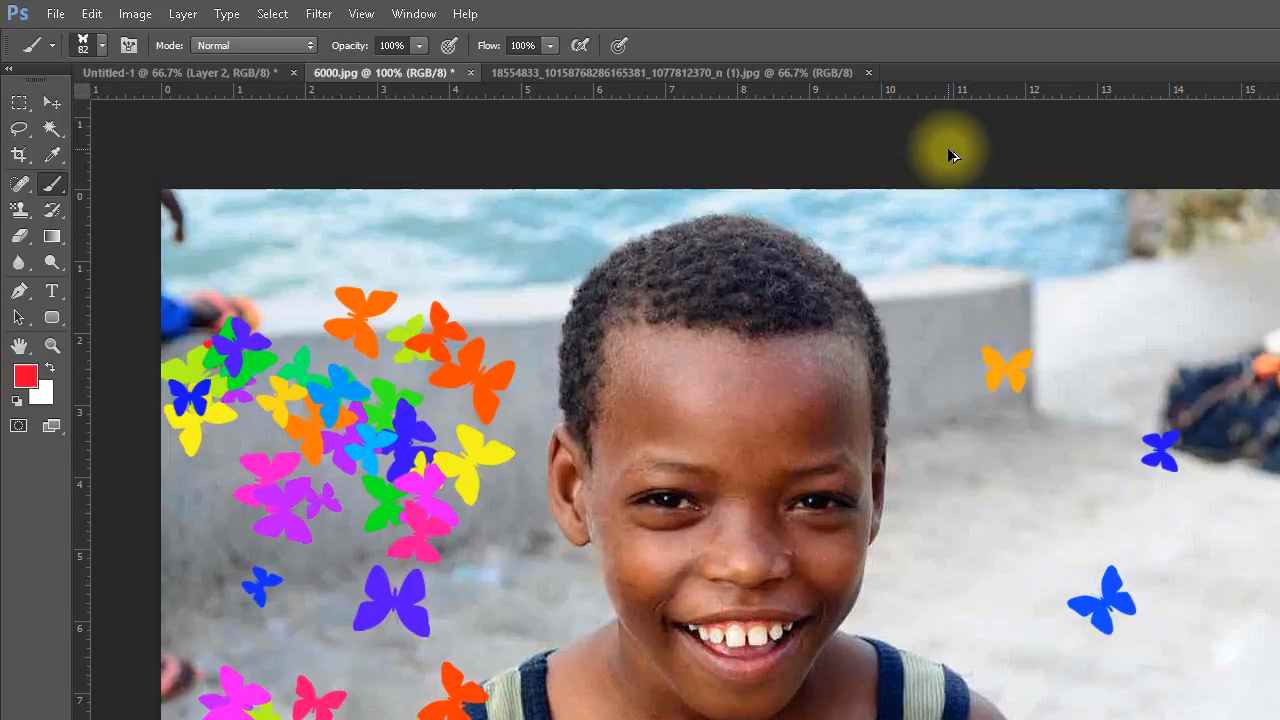 Ps File Edit Image Layer Type Select Filter View Window Help
82 Mode: Normal Opacity: 100% Flow: 100%
Untitled-1 @ 66.7% (Layer 2, RGB/8) * × 6000.jpg @ 100% (RGB/8) * × 18554833_10158768286165381_1077812370_n (1).jpg @ 66.7% (RGB/8) ×
1 0 1 2 3 4 5 6 7 8 9 10 11 12 13 14 15
1
0
1
2
3
4
5
6
7
T